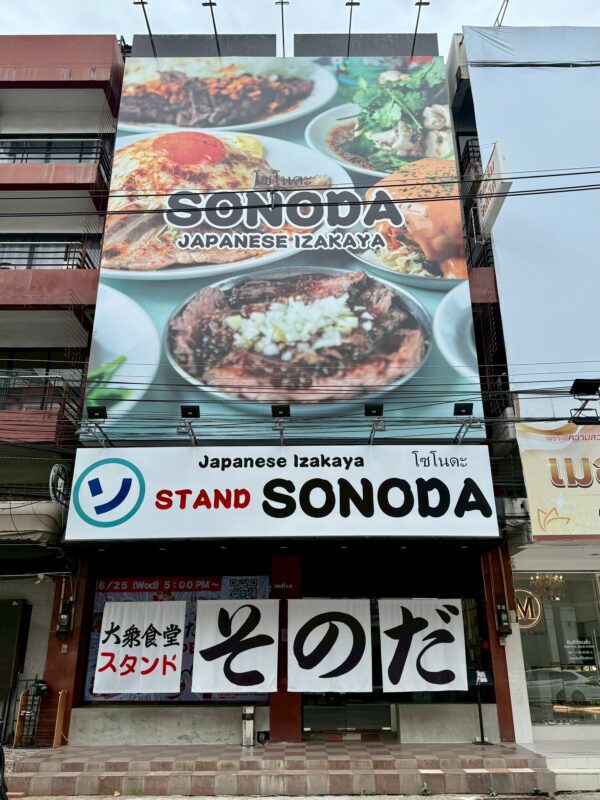 โซโนดะ
SONODA
JAPANESE IZAKAYA
Japanese Izakaya
โซโนดะ
ソ
STAND SONODA
6/25 (Wed) 5:00 PM~
大衆食堂
スタンド
そのだ
M